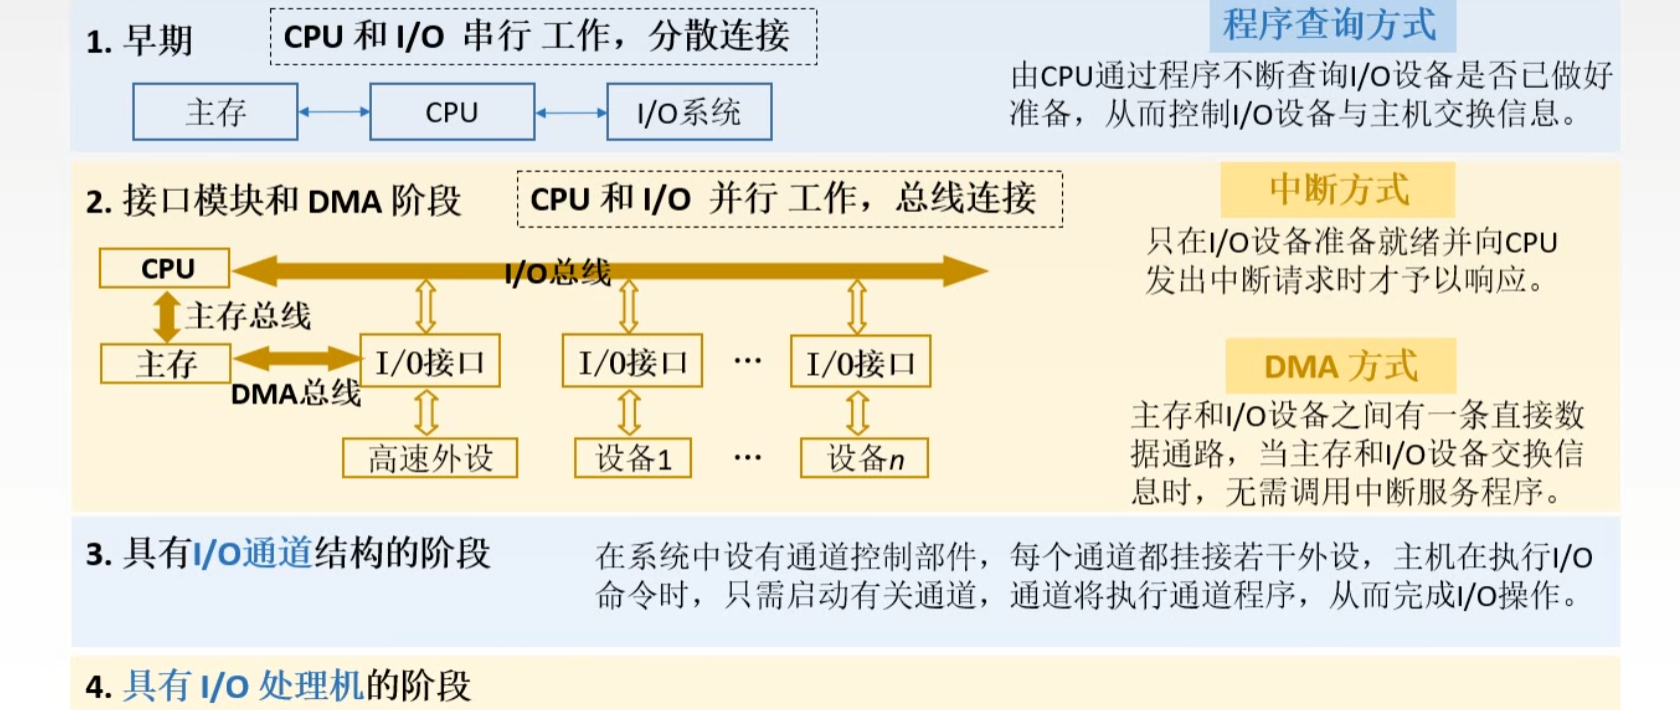 1. 早期
CPU 和 I/O 串行 工作，分散连接
程序查询方式
主存
CPU
I/O系统
由CPU通过程序不断查询I/O设备是否已做好
准备，从而控制I/O设备与主机交换信息。
2. 接口模块和 DMA 阶段
CPU 和 I/O 并行 工作，总线连接
中断方式
只在I/O设备准备就绪并向CPU
发出中断请求时才予以响应。
CPU
I/O总线
主存总线
主存
DMA总线
I/O接口
I/O接口
…
I/O接口
高速外设
设备1
…
设备n
DMA 方式
主存和I/O设备之间有一条直接数
据通路，当主存和I/O设备交换信
息时，无需调用中断服务程序。
3. 具有I/O通道结构的阶段
在系统中设有通道控制部件，每个通道都挂接若干外设，主机在执行I/O
命令时，只需启动有关通道，通道将执行通道程序，从而完成I/O操作。
4. 具有 I/O 处理机的阶段